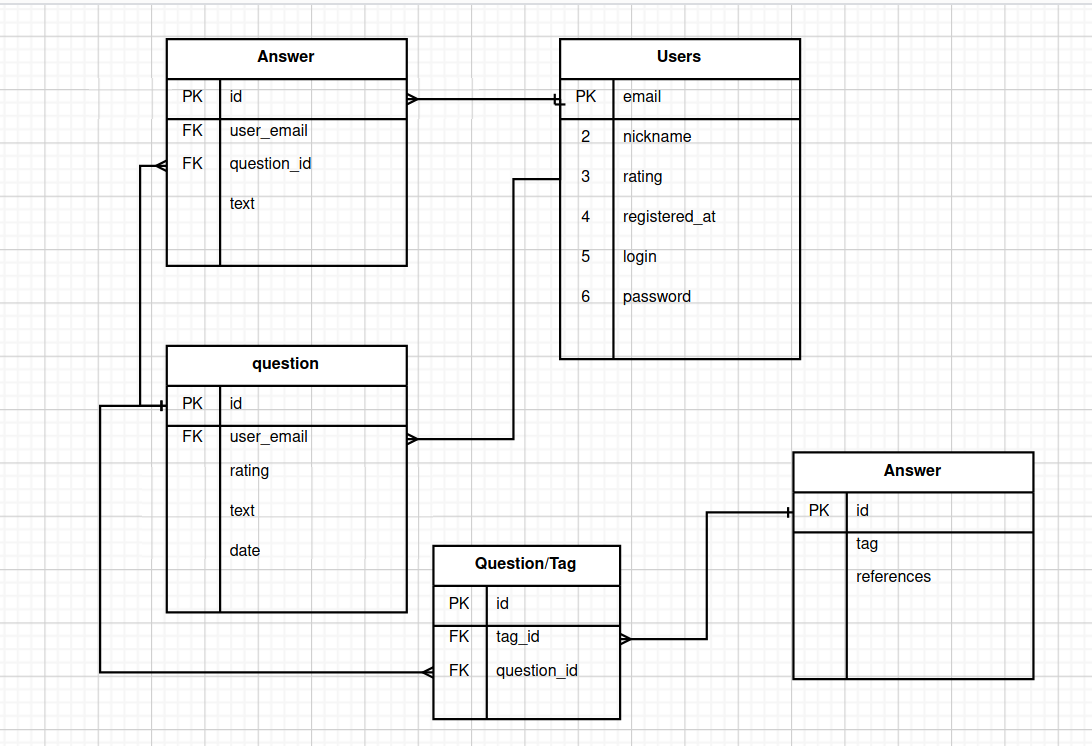 Answer
PK id
FK user_email
FK question_id
text
Users
PK email
2 nickname
3 rating
4 registered_at
5 login
6 password
question
PK id
FK user_email
rating
text
date
Question/Tag
PK id
FK tag_id
FK question_id
Answer
PK id
tag
references